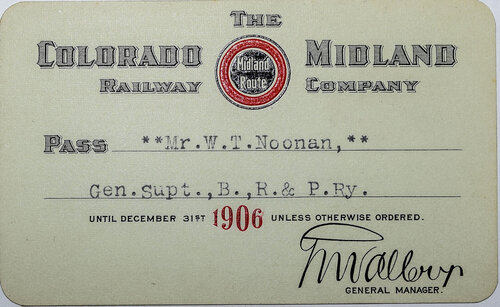 THE
COLORADO MIDLAND
RAILWAY COMPANY
Midland
Route
PASS **Mr.W.T.Noonan,**
Gen.Supt.,B.,R.& P.Ry.
UNTIL DECEMBER 31ST 1906 UNLESS OTHERWISE ORDERED.
GENERAL MANAGER.